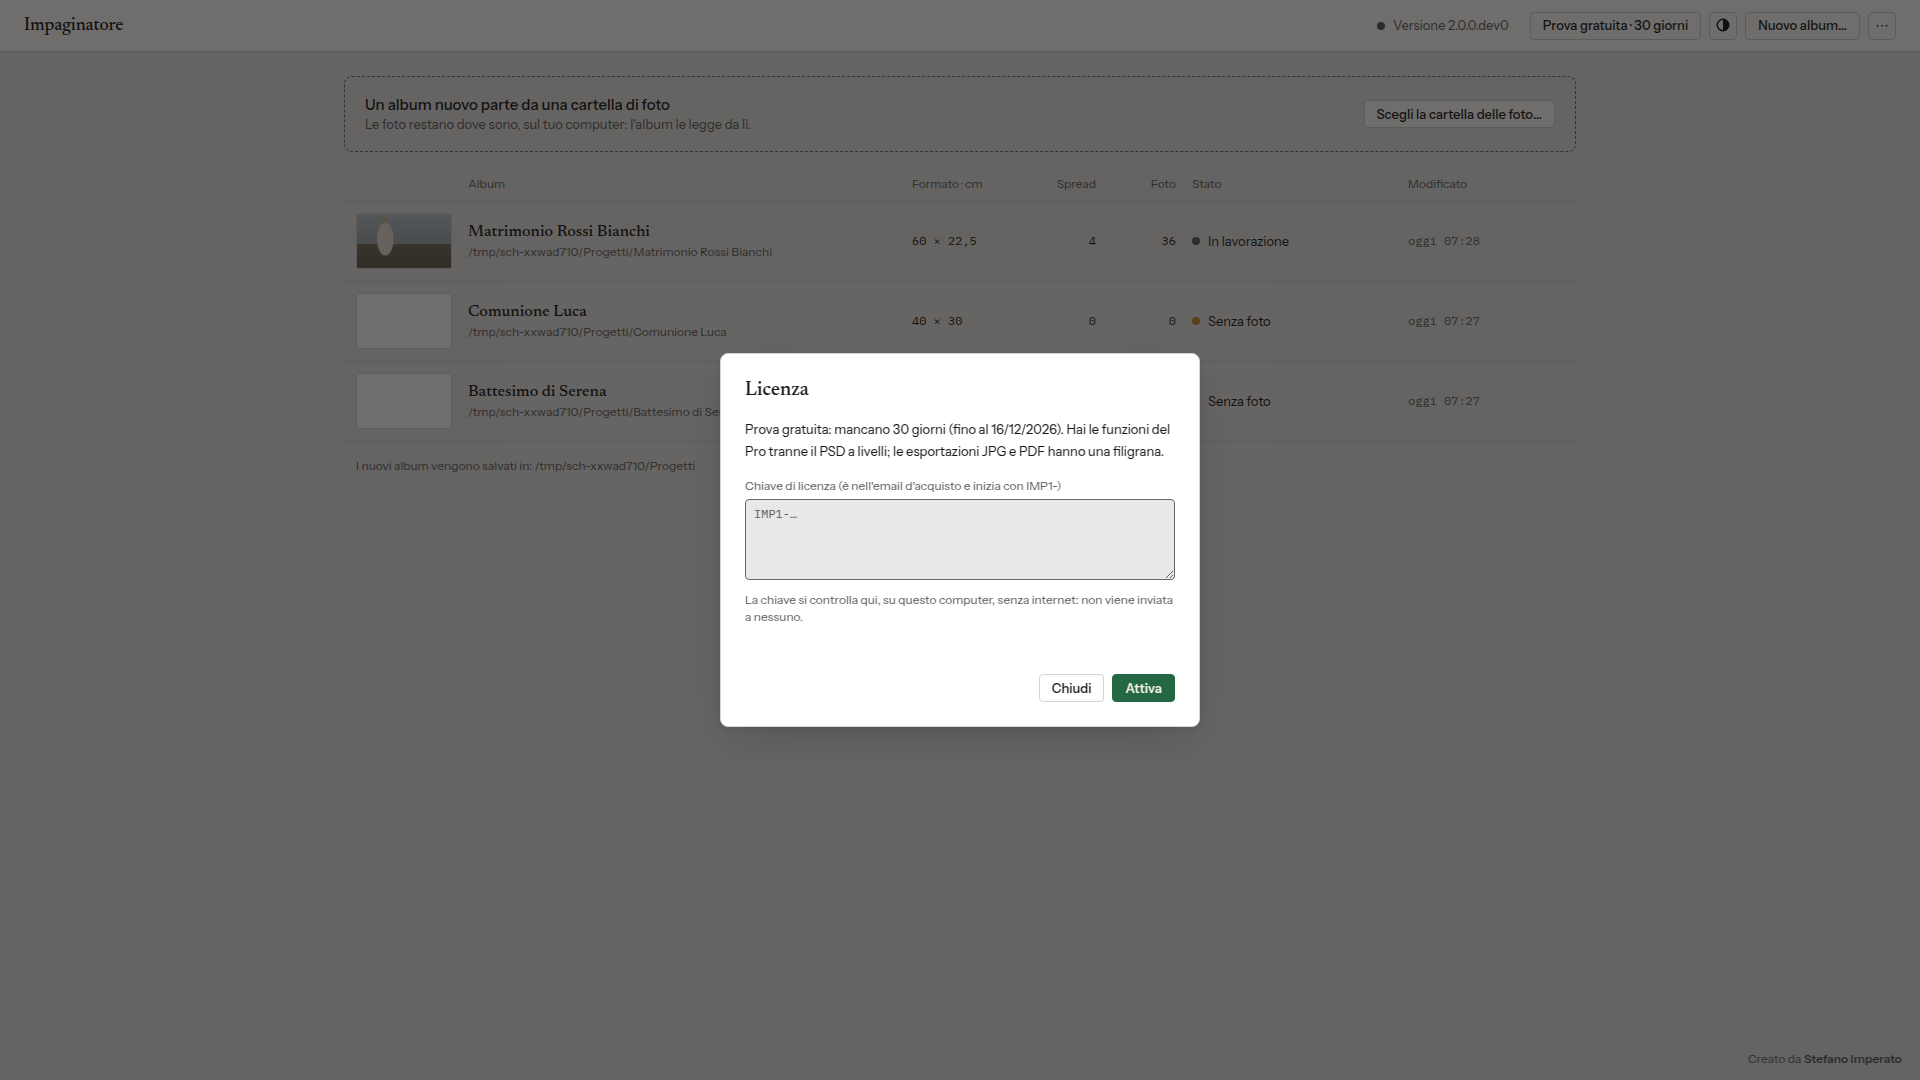 Impaginatore
Versione 2.0.0.dev0
Prova gratuita · 30 giorni
Nuovo album...
Un album nuovo parte da una cartella di foto
Le foto restano dove sono, sul tuo computer: l'album le legge da lì.
Scegli la cartella delle foto...
Album Formato · cm Spread Foto Stato Modificato
Matrimonio Rossi Bianchi
/tmp/sch-xxwad710/Progetti/Matrimonio Rossi Bianchi
60 × 22,5 4 36 In lavorazione oggi 07:28
Comunione Luca
/tmp/sch-xxwad710/Progetti/Comunione Luca
40 × 30 0 0 Senza foto oggi 07:27
Battesimo di Serena
/tmp/sch-xxwad710/Progetti/Battesimo di Se
Senza foto oggi 07:27
I nuovi album vengono salvati in: /tmp/sch-xxwad710/Progetti
Licenza
Prova gratuita: mancano 30 giorni (fino al 16/12/2026). Hai le funzioni del
Pro tranne il PSD a livelli; le esportazioni JPG e PDF hanno una filigrana.
Chiave di licenza (è nell'email d'acquisto e inizia con IMP1-)
IMP1-…
La chiave si controlla qui, su questo computer, senza internet: non viene inviata
a nessuno.
Chiudi
Attiva
Creato da Stefano Imperato